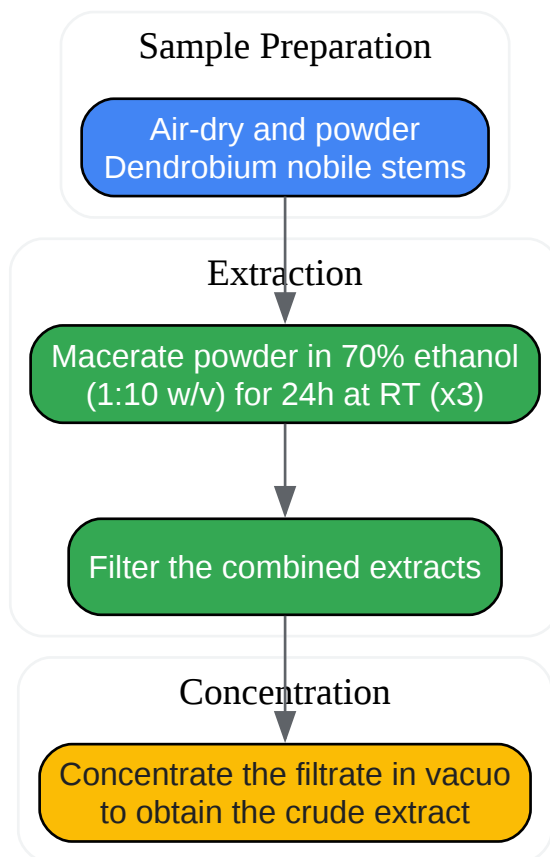 Sample Preparation
Air-dry and powder
Dendrobium nobile stems
Extraction
Macerate powder in 70% ethanol
(1:10 w/v) for 24h at RT (x3)
Filter the combined extracts
Concentration
Concentrate the filtrate in vacuo
to obtain the crude extract